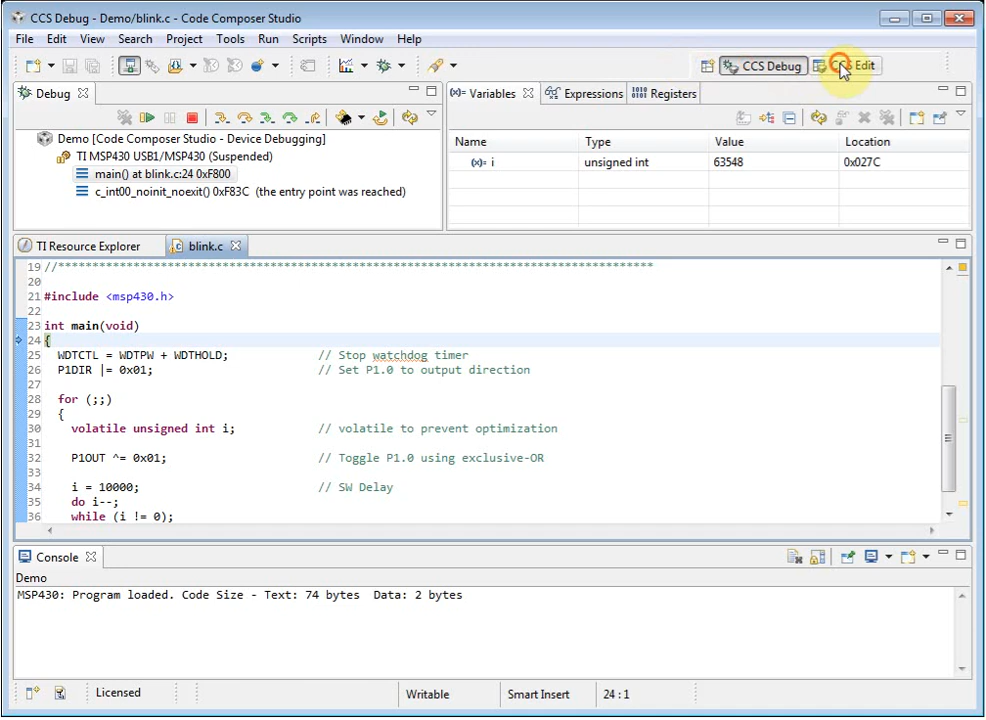 CCS Debug - Demo/blink.c - Code Composer Studio
File Edit View Search Project Tools Run Scripts Window Help
CCS Debug Edit
Debug
Variables Expressions Registers
Demo [Code Composer Studio - Device Debugging]
TI MSP430 USB1/MSP430 (Suspended)
main() at blink.c:24 0xF800
c_int00_noinit_noexit() 0xF83C (the entry point was reached)
Name Type Value Location
i unsigned int 63548 0x027C
TI Resource Explorer blink.c
19 //**************************************************************************************
20
21 #include <msp430.h>
22
23 int main(void)
24 {
25 WDTCTL = WDTPW + WDTHOLD; // Stop watchdog timer
26 P1DIR |= 0x01; // Set P1.0 to output direction
27
28 for (;;)
29 {
30 volatile unsigned int i; // volatile to prevent optimization
31
32 P1OUT ^= 0x01; // Toggle P1.0 using exclusive-OR
33
34 i = 10000; // SW Delay
35 do i--;
36 while (i != 0);
Console
Demo
MSP430: Program loaded. Code Size - Text: 74 bytes Data: 2 bytes
Licensed Writable Smart Insert 24 : 1